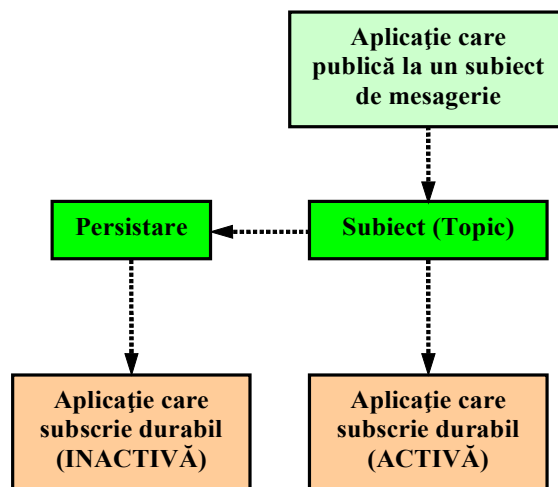 Aplicaţie care
publică la un subiect
de mesagerie
Persistare
Subiect (Topic)
Aplicaţie care
subscrie durabil
(INACTIVĂ)
Aplicaţie care
subscrie durabil
(ACTIVĂ)